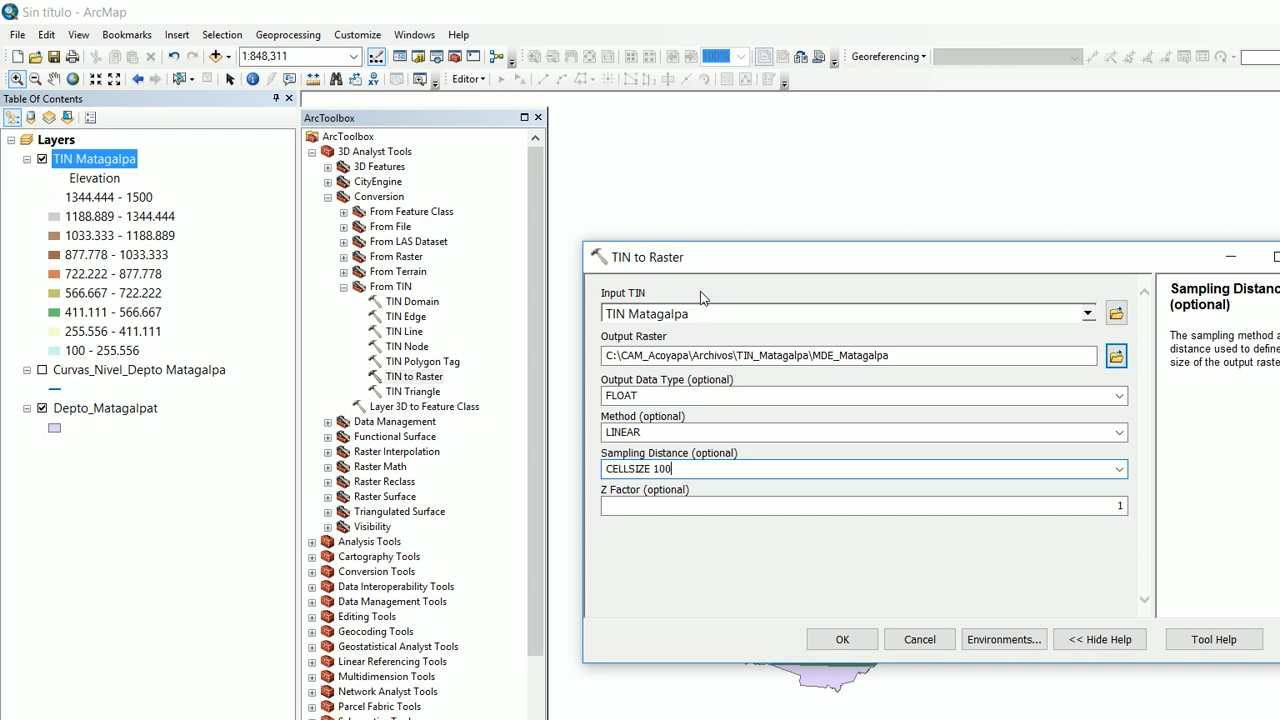 Sin título - ArcMap
File Edit View Bookmarks Insert Selection Geoprocessing Customize Windows Help
1:848,311
100%
Georeferencing
Editor
Table Of Contents
Layers
TIN Matagalpa
Elevation
1344.444 - 1500
1188.889 - 1344.444
1033.333 - 1188.889
877.778 - 1033.333
722.222 - 877.778
566.667 - 722.222
411.111 - 566.667
255.556 - 411.111
100 - 255.556
Curvas_Nivel_Depto Matagalpa
Depto_Matagalpat
ArcToolbox
ArcToolbox
3D Analyst Tools
3D Features
CityEngine
Conversion
From Feature Class
From File
From LAS Dataset
From Raster
From Terrain
From TIN
TIN Domain
TIN Edge
TIN Line
TIN Node
TIN Polygon Tag
TIN to Raster
TIN Triangle
Layer 3D to Feature Class
Data Management
Functional Surface
Raster Interpolation
Raster Math
Raster Reclass
Raster Surface
Triangulated Surface
Visibility
Analysis Tools
Cartography Tools
Conversion Tools
Data Interoperability Tools
Data Management Tools
Editing Tools
Geocoding Tools
Geostatistical Analyst Tools
Linear Referencing Tools
Multidimension Tools
Network Analyst Tools
Parcel Fabric Tools
TIN to Raster
Input TIN
TIN Matagalpa
Output Raster
C:\CAM_Acoyapa\Archivos\TIN_Matagalpa\MDE_Matagalpa
Output Data Type (optional)
FLOAT
Method (optional)
LINEAR
Sampling Distance (optional)
CELLSIZE 100
Z Factor (optional)
1
OK Cancel Environments... << Hide Help Tool Help
Sampling Distanc
(optional)
The sampling method a
distance used to define
size of the output raste